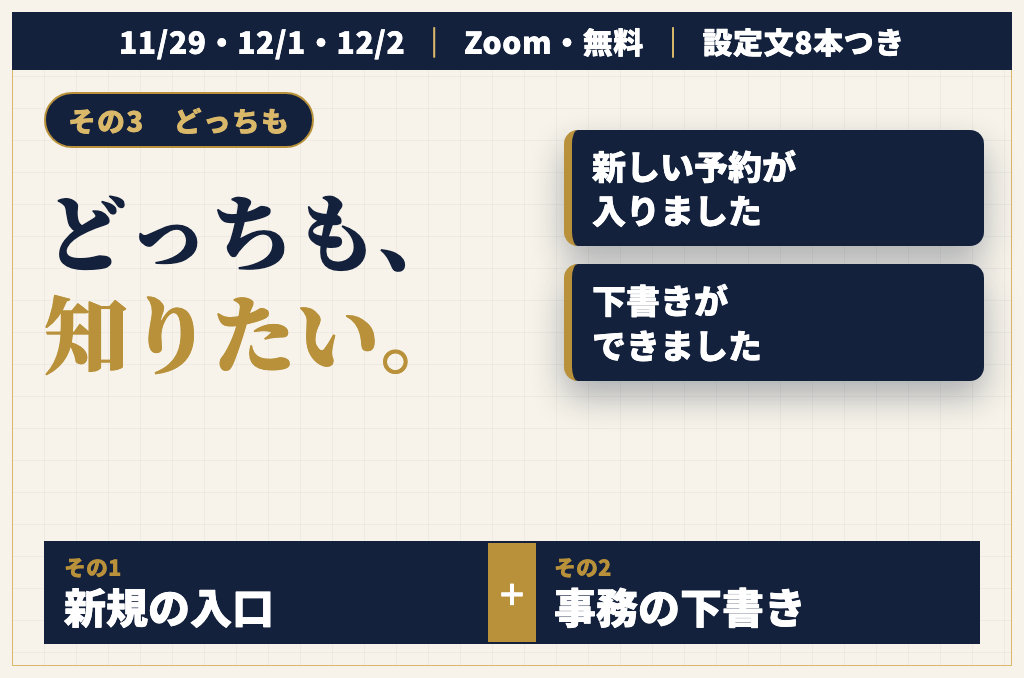 11/29・12/1・12/2｜Zoom・無料｜設定文8本つき
その3　どっちも
どっちも、
知りたい。
新しい予約が
入りました
下書きが
できました
その1
新規の入口
+
その2
事務の下書き